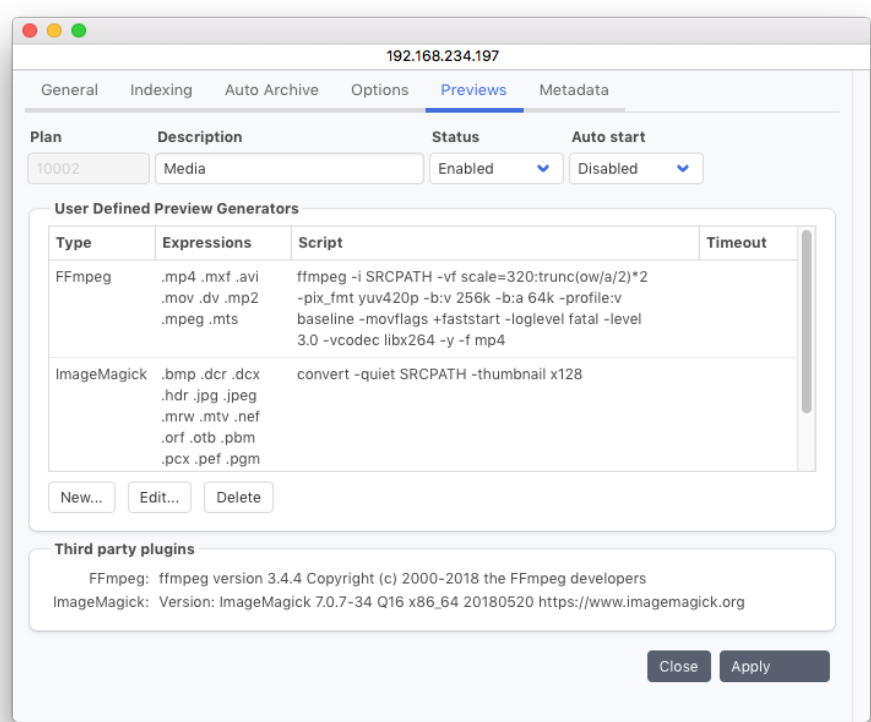 192.168.234.197
General Indexing Auto Archive Options Previews Metadata
Plan Description Status Auto start
10002 Media Enabled Disabled
User Defined Preview Generators
Type Expressions Script Timeout
FFmpeg .mp4 .mxf .avi ffmpeg -i SRCPATH -vf scale=320:trunc(ow/a/2)*2
.mov .dv .mp2 -pix_fmt yuv420p -b:v 256k -b:a 64k -profile:v
.mpeg .mts baseline -movflags +faststart -loglevel fatal -level
3.0 -vcodec libx264 -y -f mp4
ImageMagick .bmp .dcr .dcx convert -quiet SRCPATH -thumbnail x128
.hdr .jpg .jpeg
.mrw .mtv .nef
.orf .otb .pbm
.pcx .pef .pgm
New... Edit... Delete
Third party plugins
FFmpeg: ffmpeg version 3.4.4 Copyright (c) 2000-2018 the FFmpeg developers
ImageMagick: Version: ImageMagick 7.0.7-34 Q16 x86_64 20180520 https://www.imagemagick.org
Close Apply